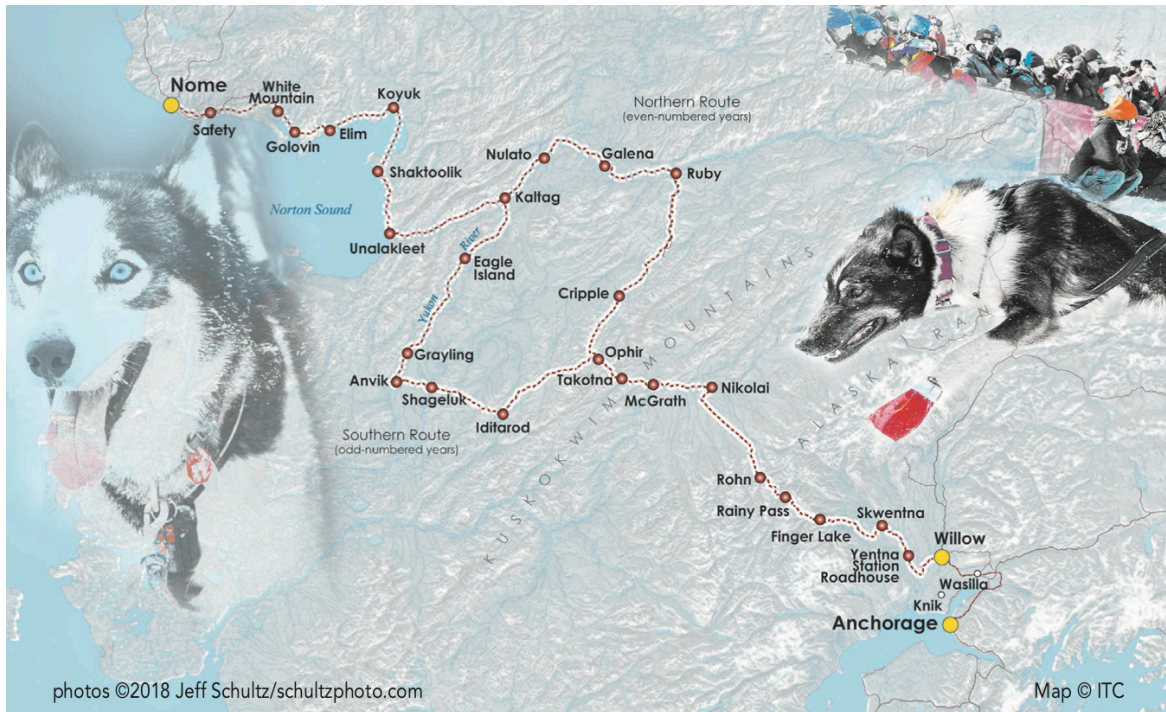 Nome
Safety
White
Mountain
Golovin
Elim
Koyuk
Shaktoolik
Norton Sound
Unalakleet
Northern Route
(even-numbered years)
Nulato
Galena
Ruby
Kaltag
River
Eagle
Island
Yukon
Cripple
Grayling
Anvik
Shageluk
Iditarod
Ophir
Takotna
McGrath
Nikolai
Southern Route
(odd-numbered years)
KUSKOKWIM MOUNTAINS
ALASKA RAN
Rohn
Rainy Pass
Finger Lake
Skwentna
Yentna
Station
Roadhouse
Willow
Wasilla
Knik
Anchorage
photos ©2018 Jeff Schultz/schultzphoto.com
Map © ITC